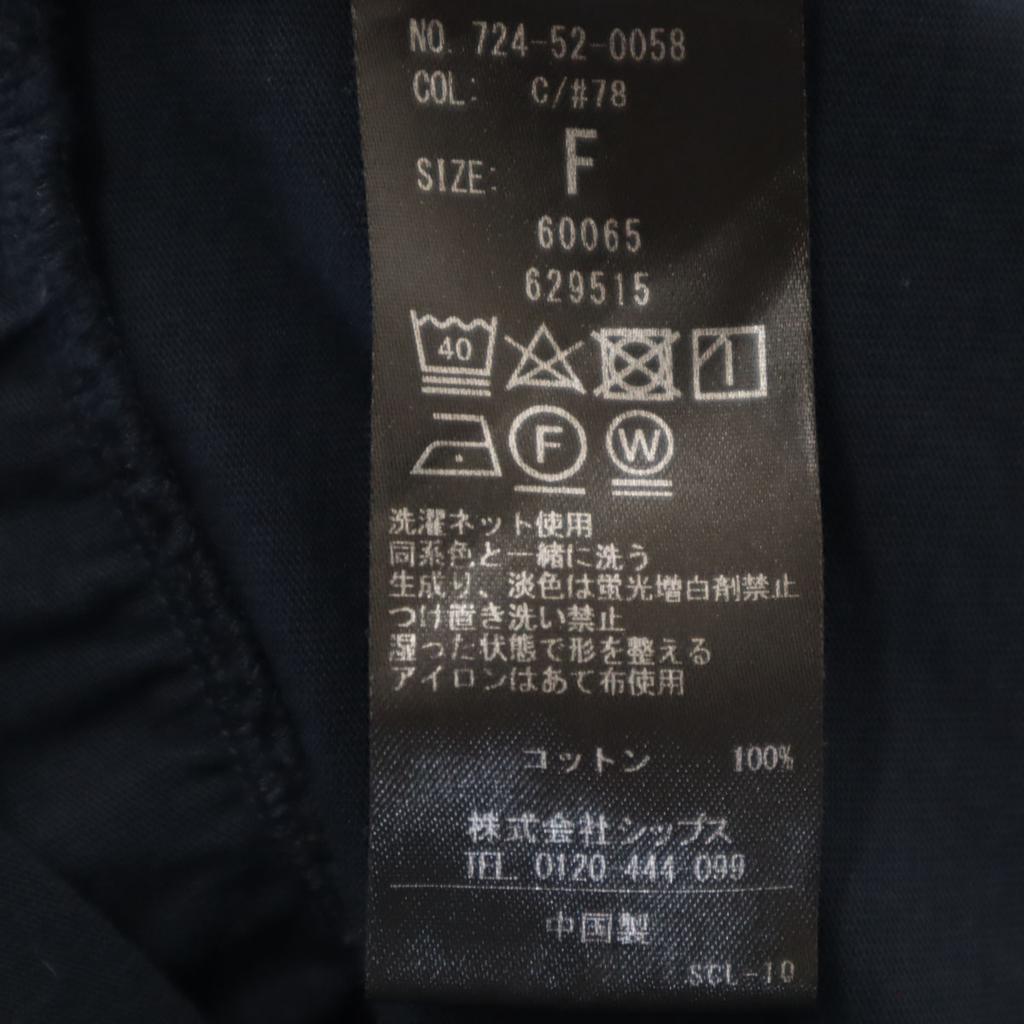 NO. 724-52-0058
COL: C/#78
SIZE: F
60065
629515
40
F W
洗濯ネット使用
同系色と一緒に洗う
生成り、淡色は蛍光増白剤禁止
つけ置き洗い禁止
湿った状態で形を整える
アイロンはあて布使用
コットン 100%
株式会社シップス
TEL 0120 444 099
中国製
SCL-10